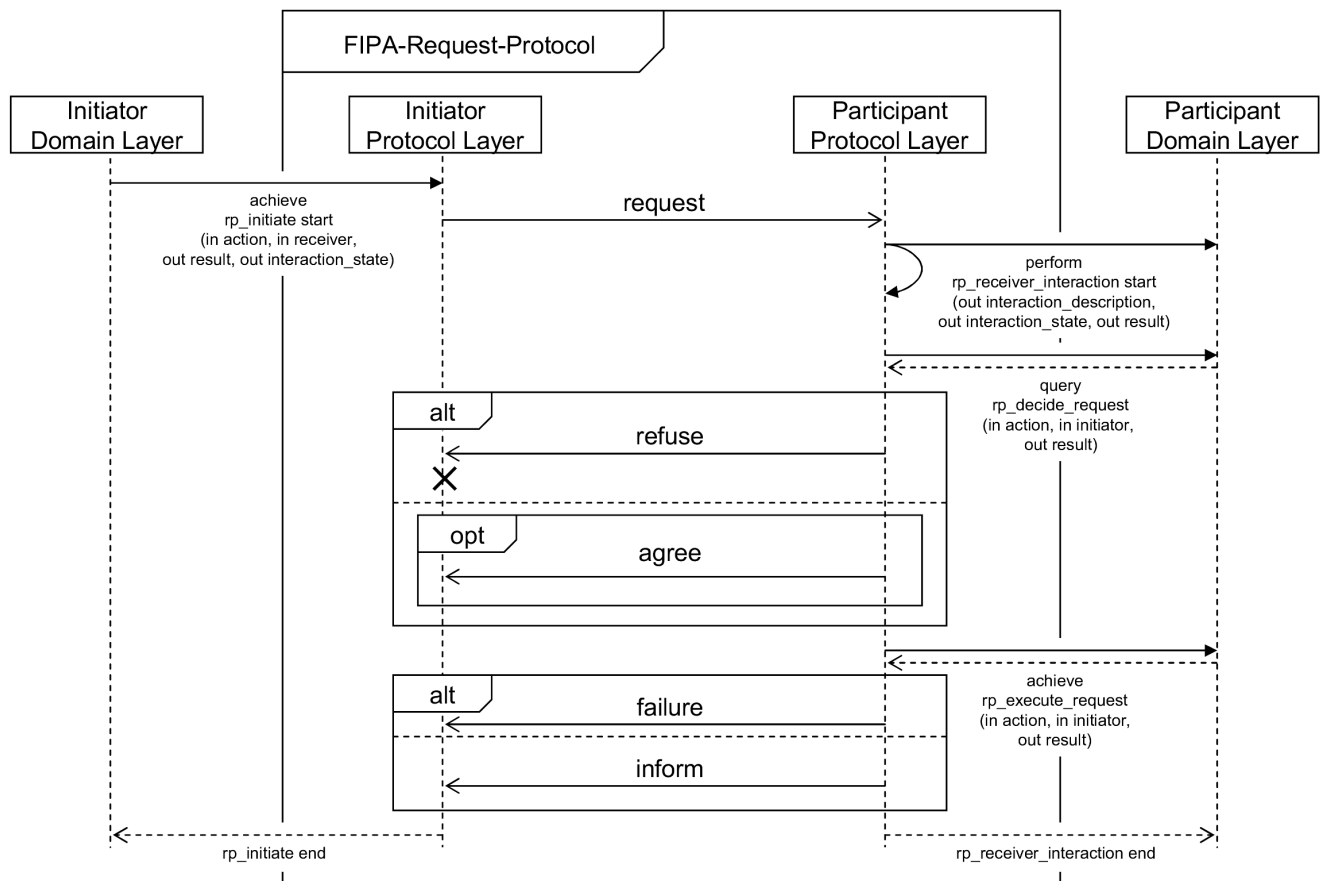 FIPA-Request-Protocol
Initiator
Domain Layer
Initiator
Protocol Layer
Participant
Protocol Layer
Participant
Domain Layer
achieve
rp_initiate start
(in action, in receiver,
out result, out interaction_state)
request
perform
rp_receiver_interaction start
(out interaction_description,
out interaction_state, out result)
query
rp_decide_request
(in action, in initiator,
out result)
alt
refuse
opt
agree
achieve
rp_execute_request
(in action, in initiator,
out result)
alt
failure
inform
rp_initiate end
rp_receiver_interaction end